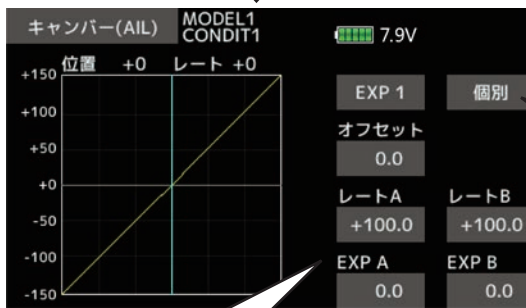 キャンバー(AIL)
MODEL1
CONDIT1
7.9V
位置 +0 レート +0
+150
+100
+50
+0
-50
-100
-150
EXP 1
個別
オフセット
0.0
レートA
レートB
+100.0
+100.0
EXP A
EXP B
0.0
0.0